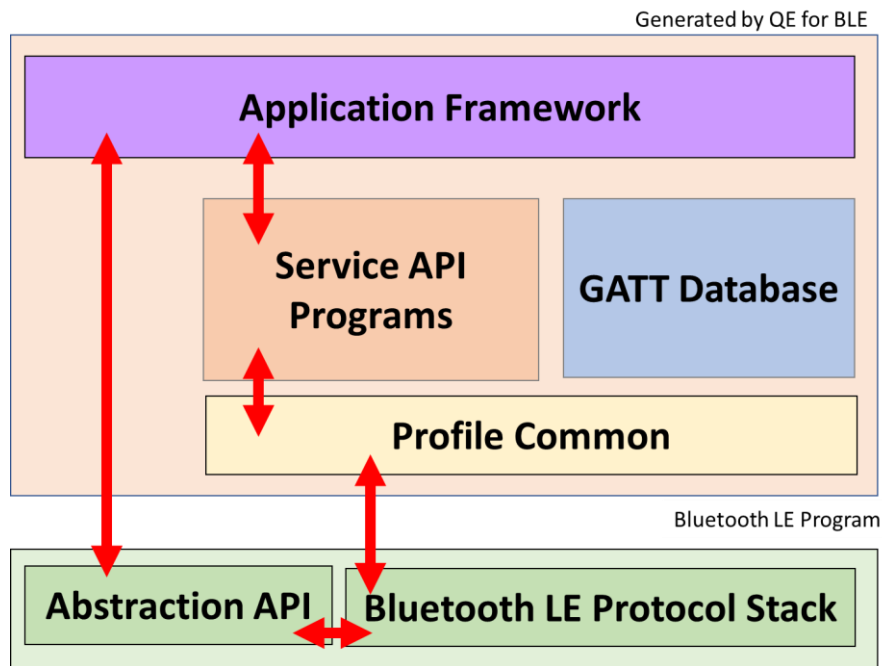 Generated by QE for BLE
Application Framework
Service API
Programs
GATT Database
Profile Common
Bluetooth LE Program
Abstraction API
Bluetooth LE Protocol Stack